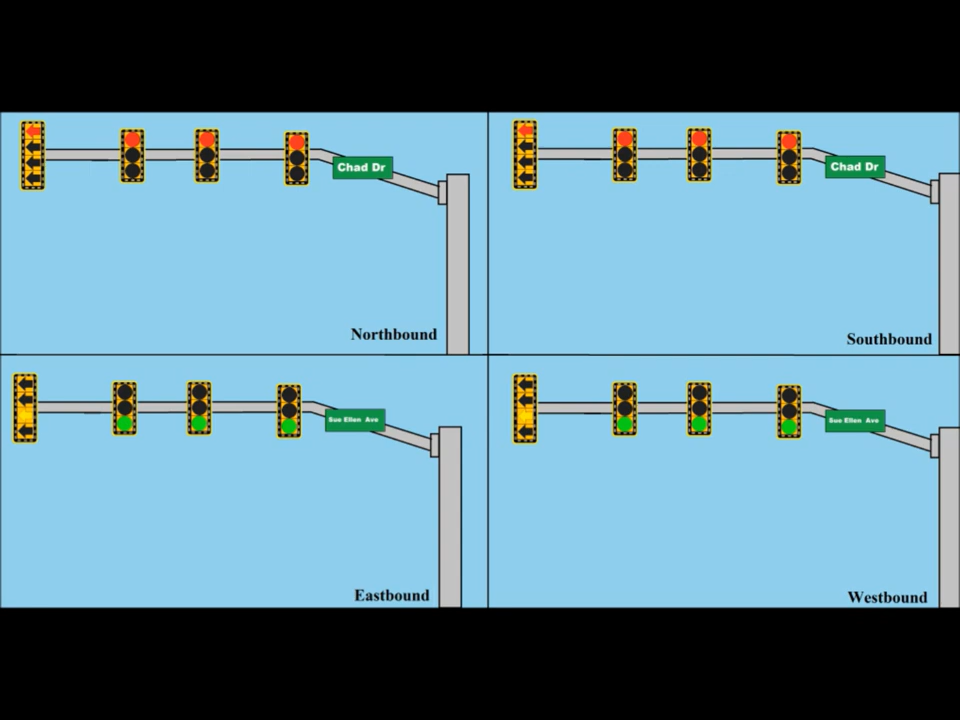 Chad Dr
Northbound
Chad Dr
Southbound
Sue Ellen Ave
Eastbound
Sue Ellen Ave
Westbound